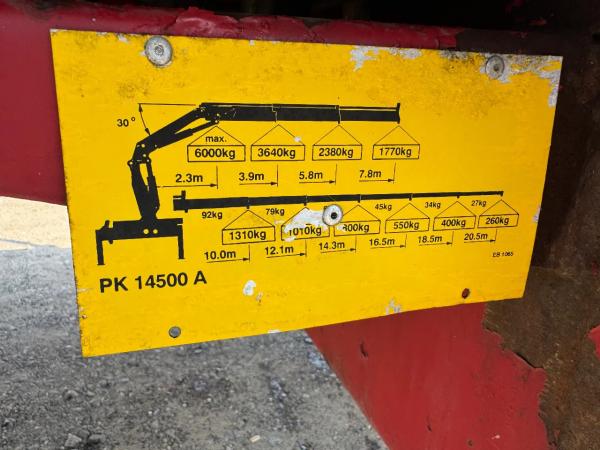 30°
max.
6000kg 3640kg 2380kg 1770kg
2.3m 3.9m 5.8m 7.8m
92kg 79kg 45kg 34kg 27kg
1310kg 1010kg 800kg 550kg 400kg 260kg
10.0m 12.1m 14.3m 16.5m 18.5m 20.5m
EB 1065
PK 14500 A